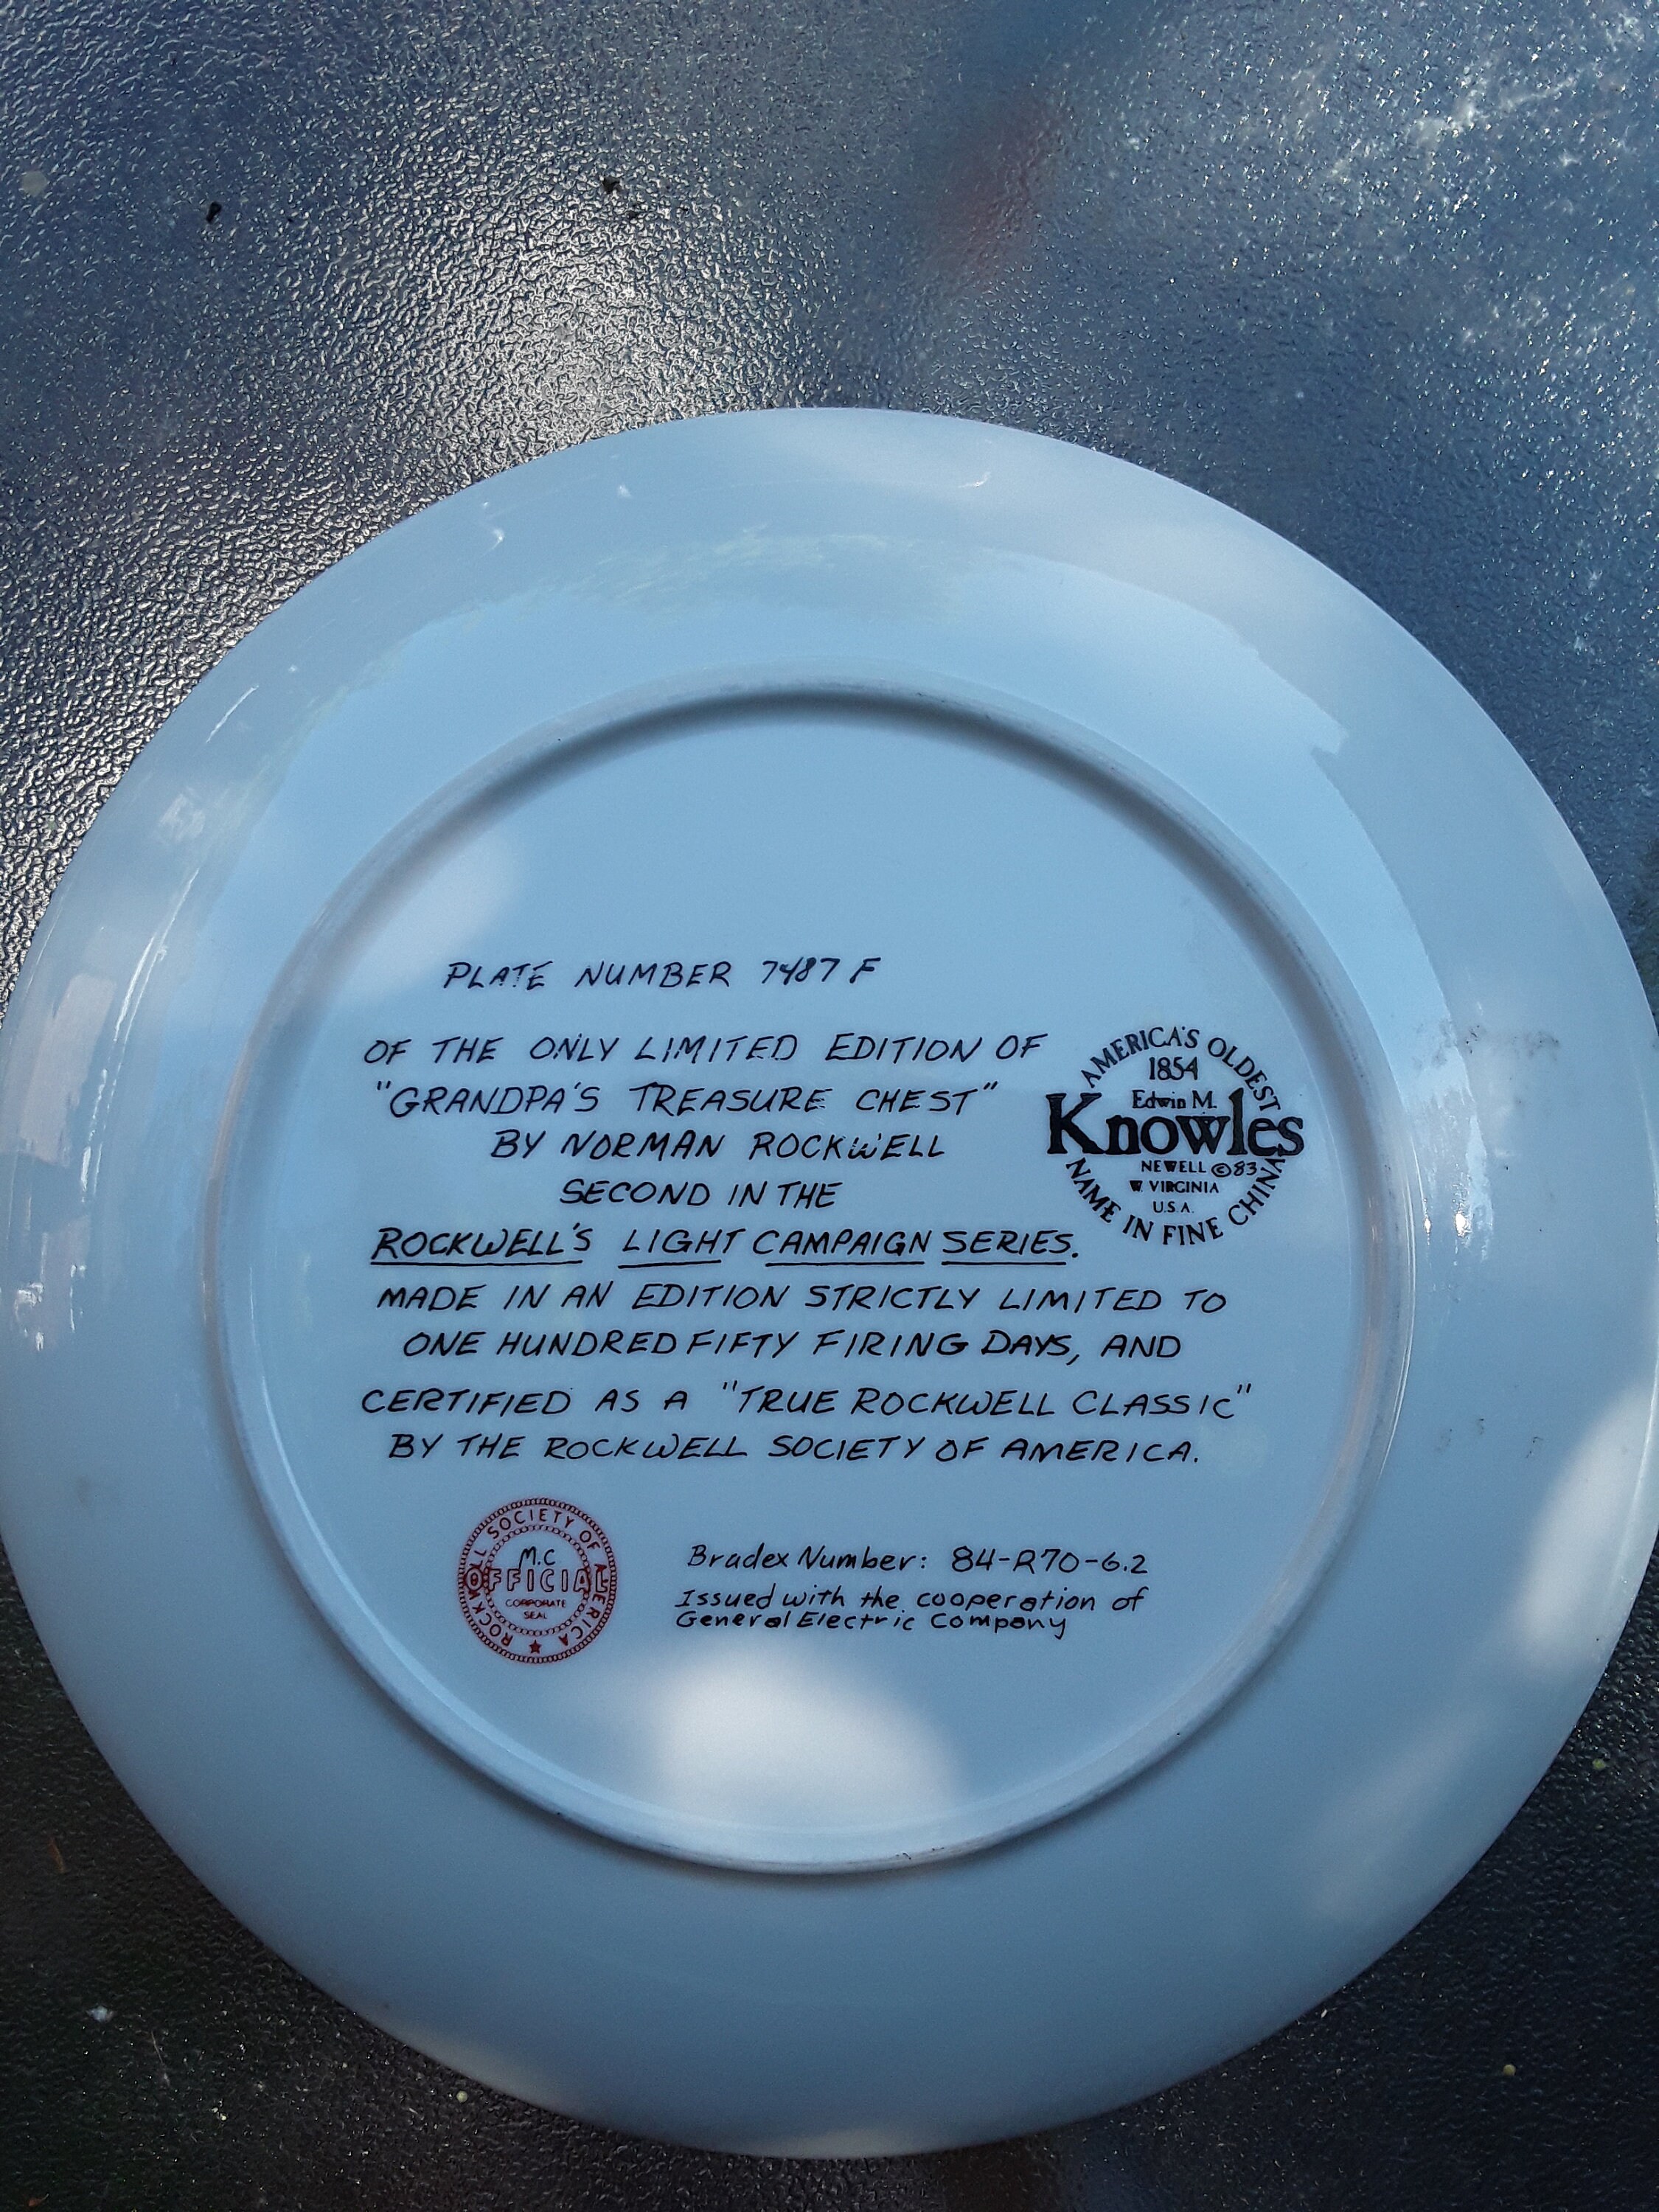 PLATE NUMBER 7487 F
OF THE ONLY LIMITED EDITION OF
"GRANDPA'S TREASURE CHEST"
BY NORMAN ROCKWELL
SECOND IN THE
ROCKWELL'S LIGHT CAMPAIGN SERIES.
MADE IN AN EDITION STRICTLY LIMITED TO
ONE HUNDRED FIFTY FIRING DAYS, AND
CERTIFIED AS A "TRUE ROCKWELL CLASSIC"
BY THE ROCKWELL SOCIETY OF AMERICA.
AMERICA'S OLDEST
1854
Edwin M.
Knowles
NEWELL © 83
W. VIRGINIA
U.S.A.
NAME IN FINE CHINA
ROCKWELL SOCIETY OF AMERICA
M.C
OFFICIAL
CORPORATE
SEAL
Bradex Number: 84-R70-6.2
Issued with the cooperation of
General Electric Company